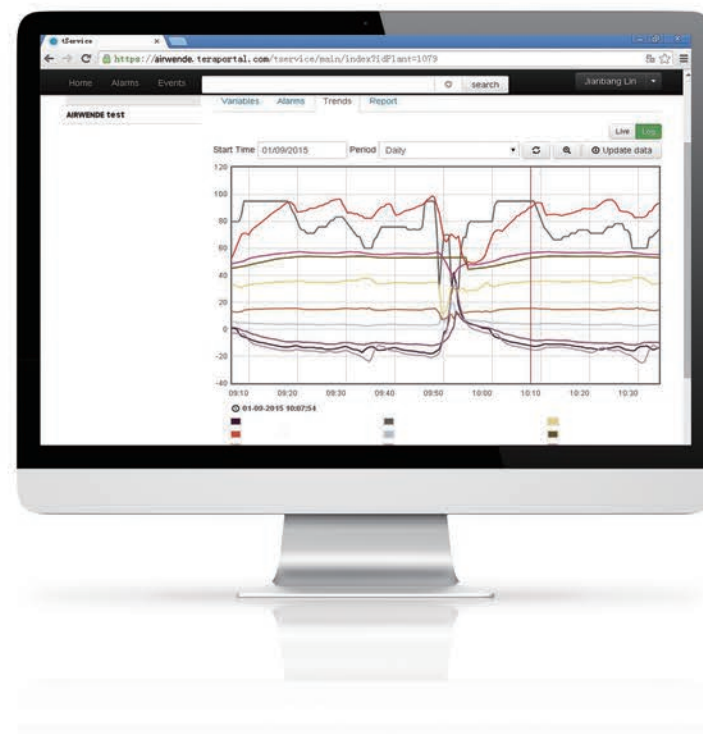 tService
https://airwende.teraportal.com/tservice/main/index?idPlant=1079
Home Alarms Events search Jianbang Lin
AIRWENDE test
Variables Alarms Trends Report
Live Log
Start Time 01/09/2015 Period Daily Update data
120
100
80
60
40
20
0
-20
-40
09:10 09:20 09:30 09:40 09:50 10:00 10:10 10:20 10:30
01-09-2015 10:07:54